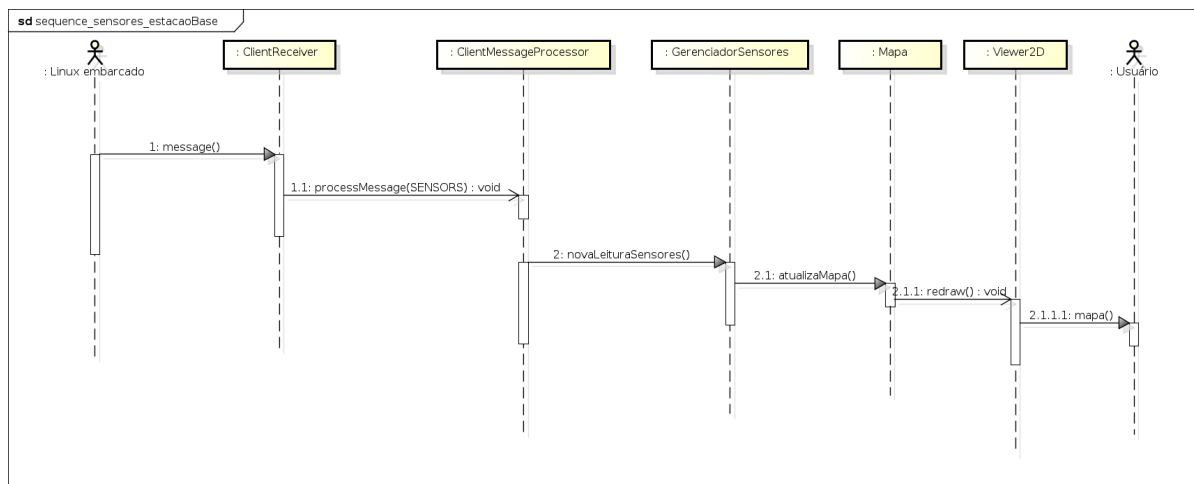 sd sequence_sensores_estacaoBase
: Linux embarcado
: ClientReceiver
: ClientMessageProcessor
: GerenciadorSensores
: Mapa
: Viewer2D
: Usuário
1: message()
1.1: processMessage(SENSORS) : void
2: novaLeituraSensores()
2.1: atualizaMapa()
2.1.1: redraw() : void
2.1.1.1: mapa()